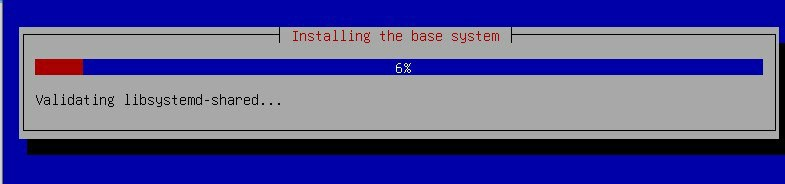 Installing the base system
6%
Validating libsystemd-shared...